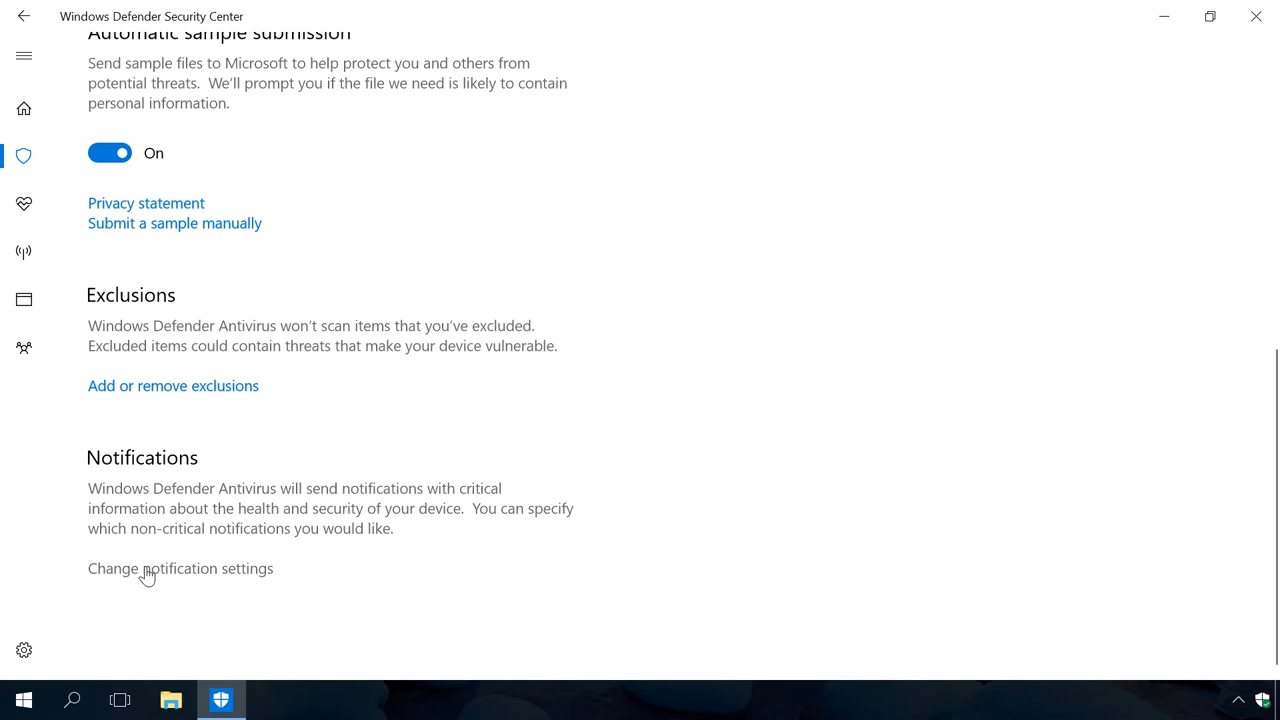 Windows Defender Security Center
Automatic sample submission
Send sample files to Microsoft to help protect you and others from
potential threats. We'll prompt you if the file we need is likely to contain
personal information.
On
Privacy statement
Submit a sample manually
Exclusions
Windows Defender Antivirus won't scan items that you've excluded.
Excluded items could contain threats that make your device vulnerable.
Add or remove exclusions
Notifications
Windows Defender Antivirus will send notifications with critical
information about the health and security of your device. You can specify
which non-critical notifications you would like.
Change notification settings